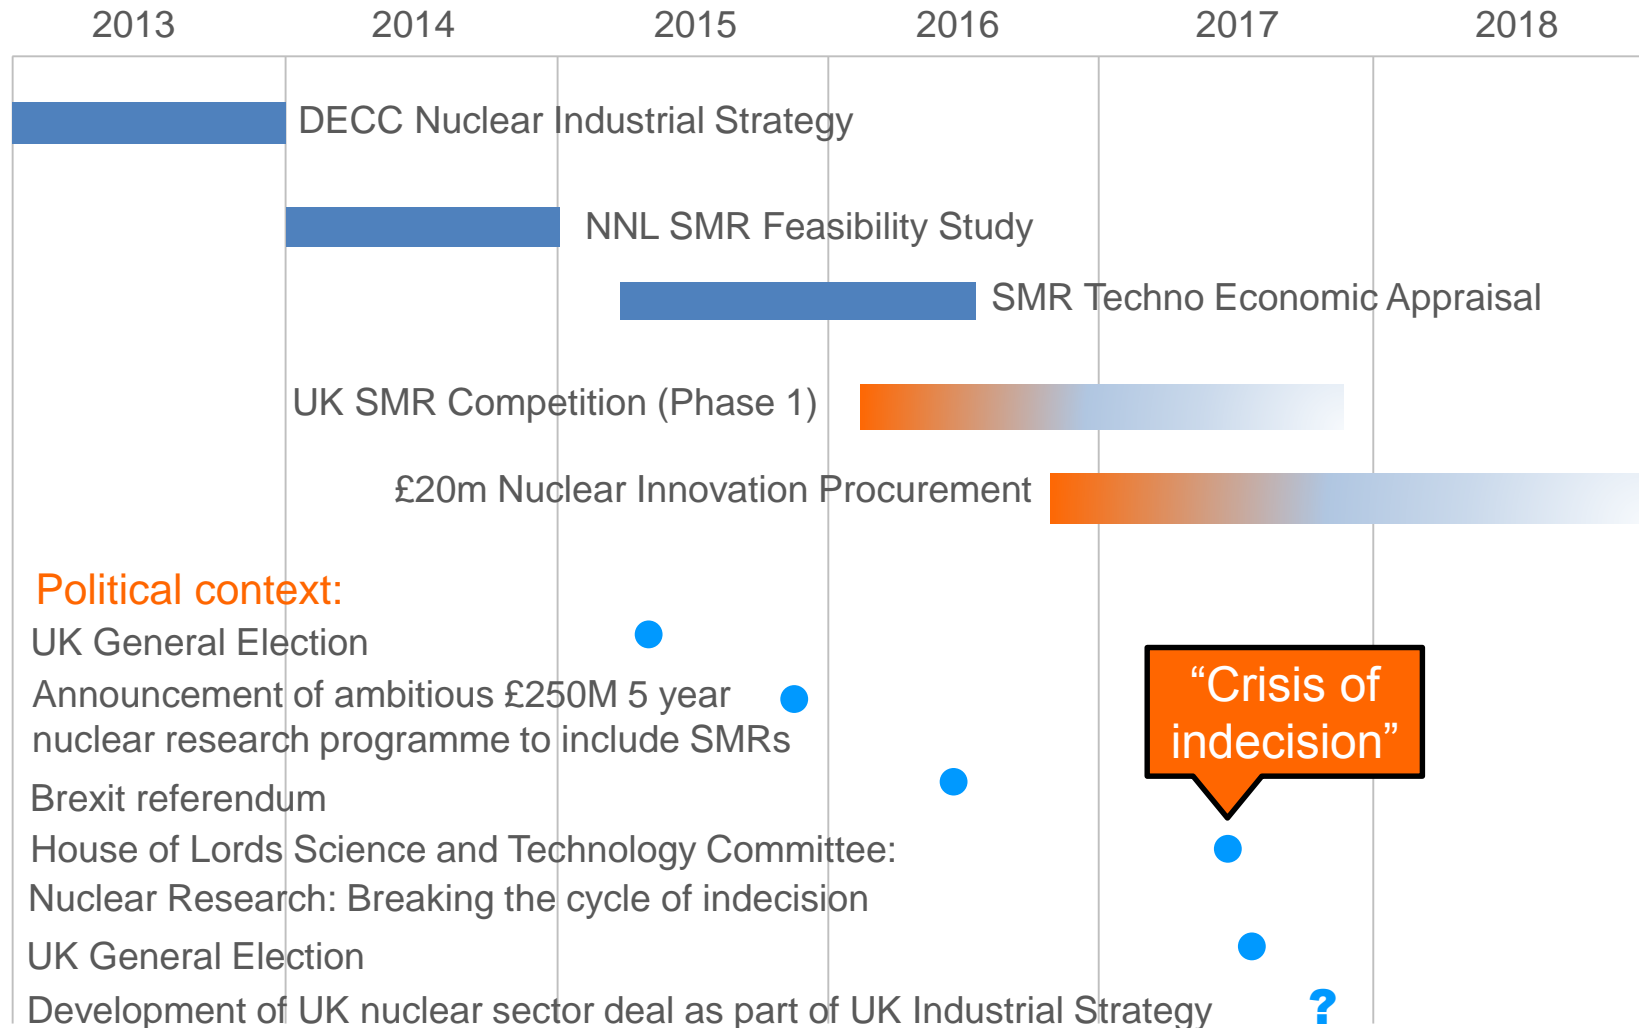 2013 2014 2015 2016 2017 2018
DECC Nuclear Industrial Strategy
NNL SMR Feasibility Study
SMR Techno Economic Appraisal
UK SMR Competition (Phase 1)
£20m Nuclear Innovation Procurement
Political context:
UK General Election
Announcement of ambitious £250M 5 year
nuclear research programme to include SMRs
“Crisis of
indecision”
Brexit referendum
House of Lords Science and Technology Committee:
Nuclear Research: Breaking the cycle of indecision
UK General Election
Development of UK nuclear sector deal as part of UK Industrial Strategy ?